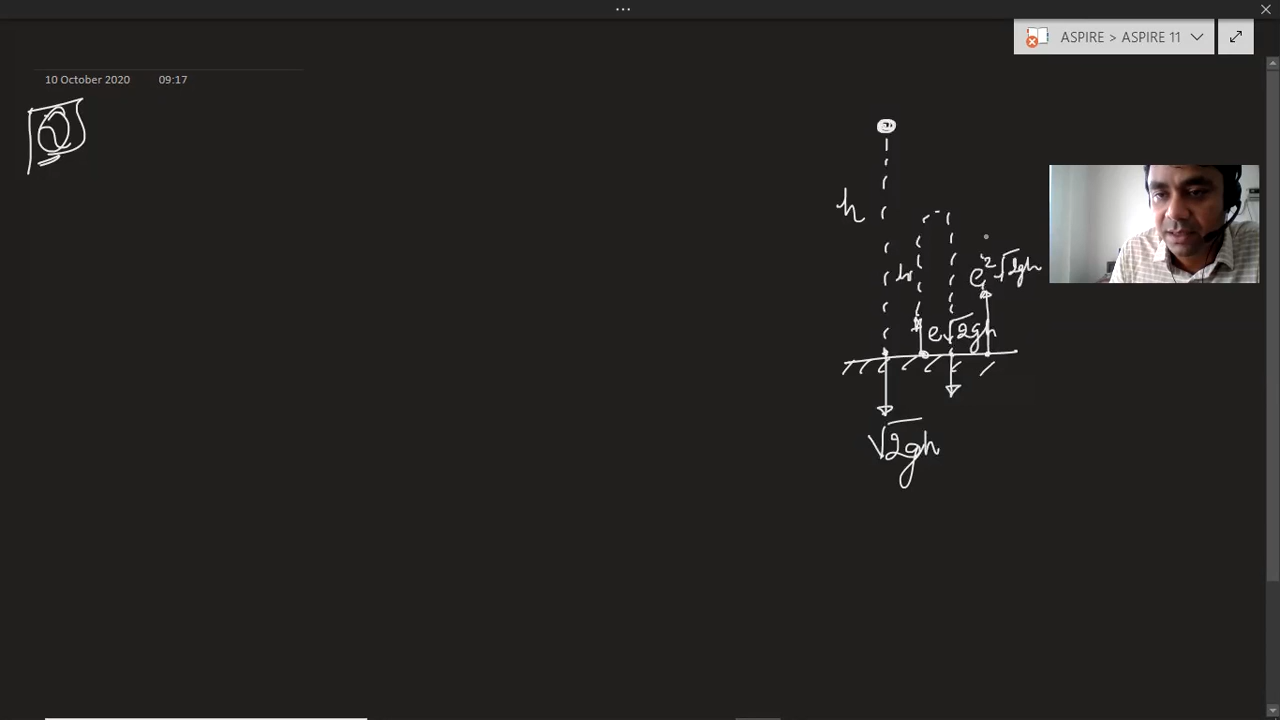 ASPIRE > ASPIRE 11
10 October 2020 09:17
Q
h
h
e²√2gh
e√2gh
√2gh